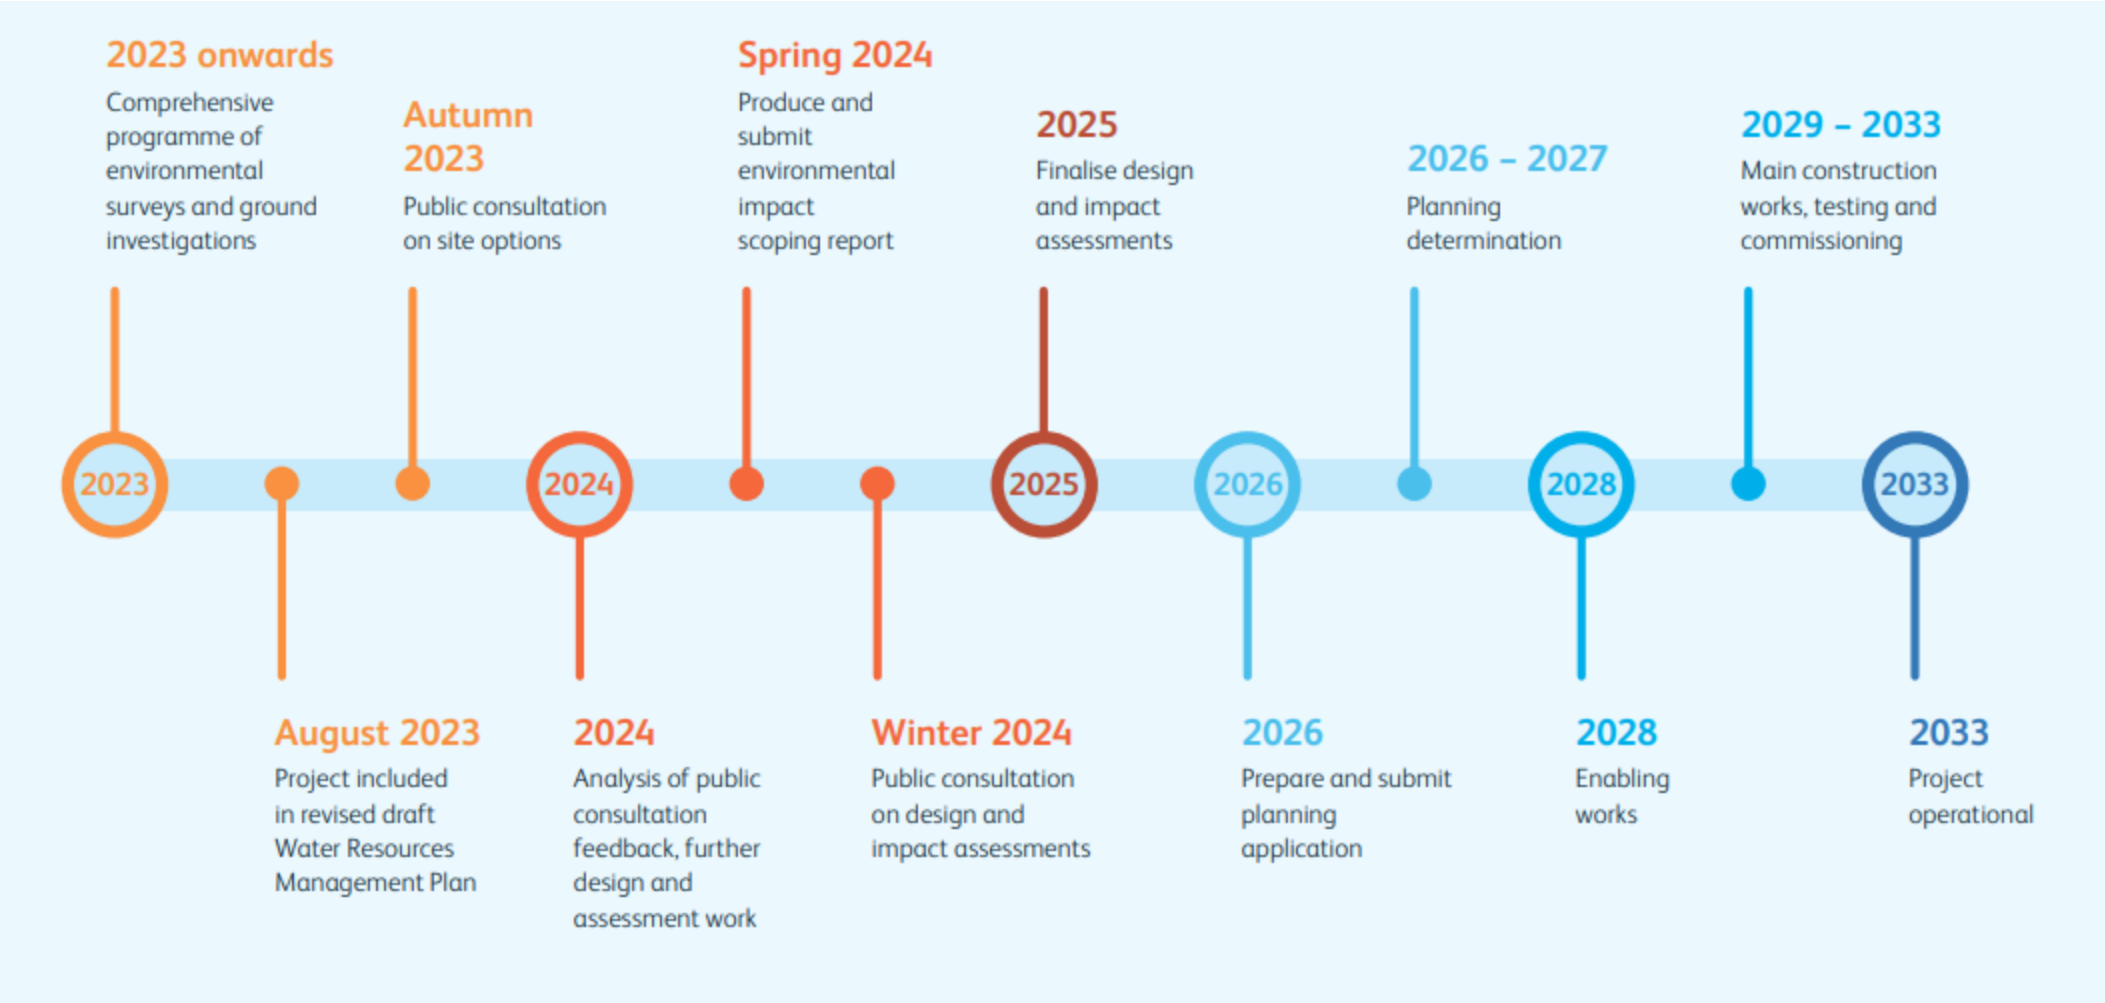 2023 onwards
Comprehensive
programme of
environmental
surveys and ground
investigations
Autumn
2023
Public consultation
on site options
Spring 2024
Produce and
submit
environmental
impact
scoping report
2025
Finalise design
and impact
assessments
2026 – 2027
Planning
determination
2029 – 2033
Main construction
works, testing and
commissioning
2023
2024
2025
2026
2028
2033
August 2023
Project included
in revised draft
Water Resources
Management Plan
2024
Analysis of public
consultation
feedback, further
design and
assessment work
Winter 2024
Public consultation
on design and
impact assessments
2026
Prepare and submit
planning
application
2028
Enabling
works
2033
Project
operational